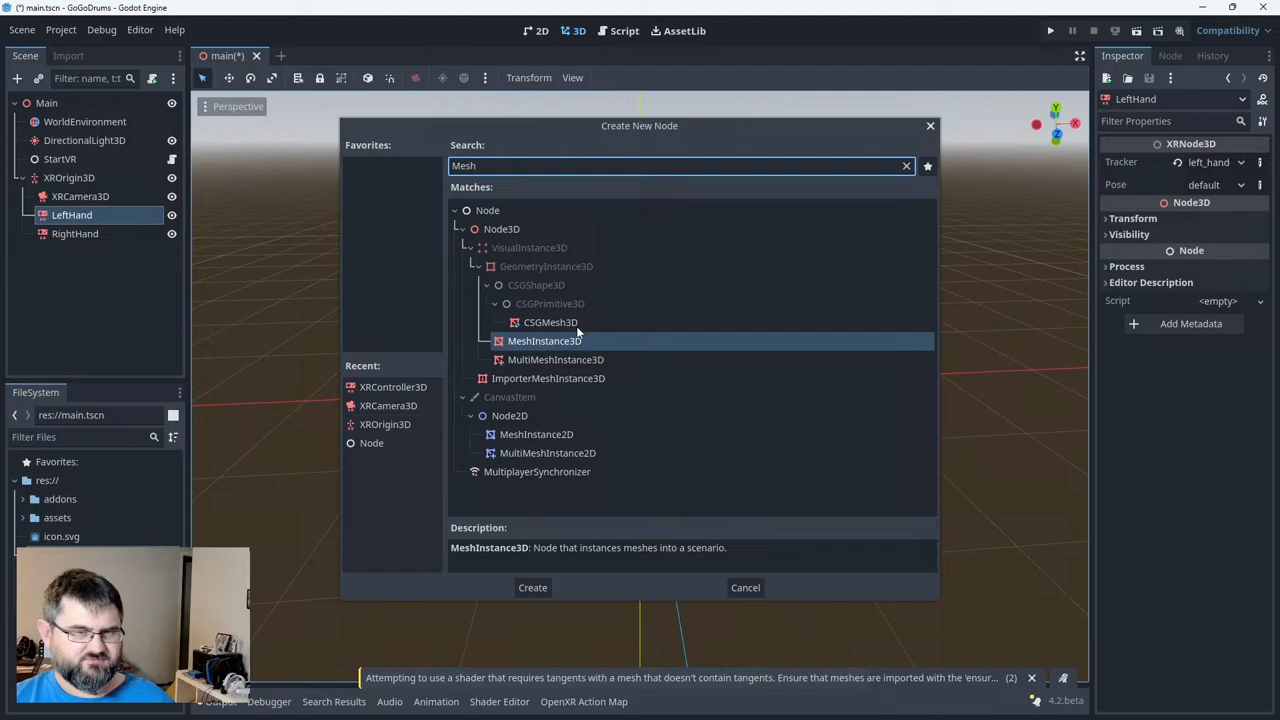 (*) main.tscn - GoGoDrums - Godot Engine
Scene Project Debug Editor Help
2D 3D Script AssetLib
Compatibility
Scene Import
main(*)
Inspector Node History
Filter: name, t:t
Transform View
LeftHand
Perspective
Filter Properties
Main
WorldEnvironment
DirectionalLight3D
StartVR
XROrigin3D
XRCamera3D
LeftHand
RightHand
Create New Node
Favorites:
Search:
Mesh
Matches:
Node
Node3D
VisualInstance3D
GeometryInstance3D
CSGShape3D
CSGPrimitive3D
CSGMesh3D
MeshInstance3D
MultiMeshInstance3D
ImporterMeshInstance3D
CanvasItem
Node2D
MeshInstance2D
MultiMeshInstance2D
MultiplayerSynchronizer
Recent:
XRController3D
XRCamera3D
XROrigin3D
Node
Description:
MeshInstance3D: Node that instances meshes into a scenario.
Create Cancel
Y
X
Z
XRNode3D
Tracker left_hand
Pose default
Node3D
Transform
Visibility
Node
Process
Editor Description
Script <empty>
Add Metadata
FileSystem
res://main.tscn
Filter Files
Favorites:
res://
addons
assets
icon.svg
Attempting to use a shader that requires tangents with a mesh that doesn't contain tangents. Ensure that meshes are imported with the 'ensur... (2)
Output Debugger Search Results Audio Animation Shader Editor OpenXR Action Map
4.2.beta